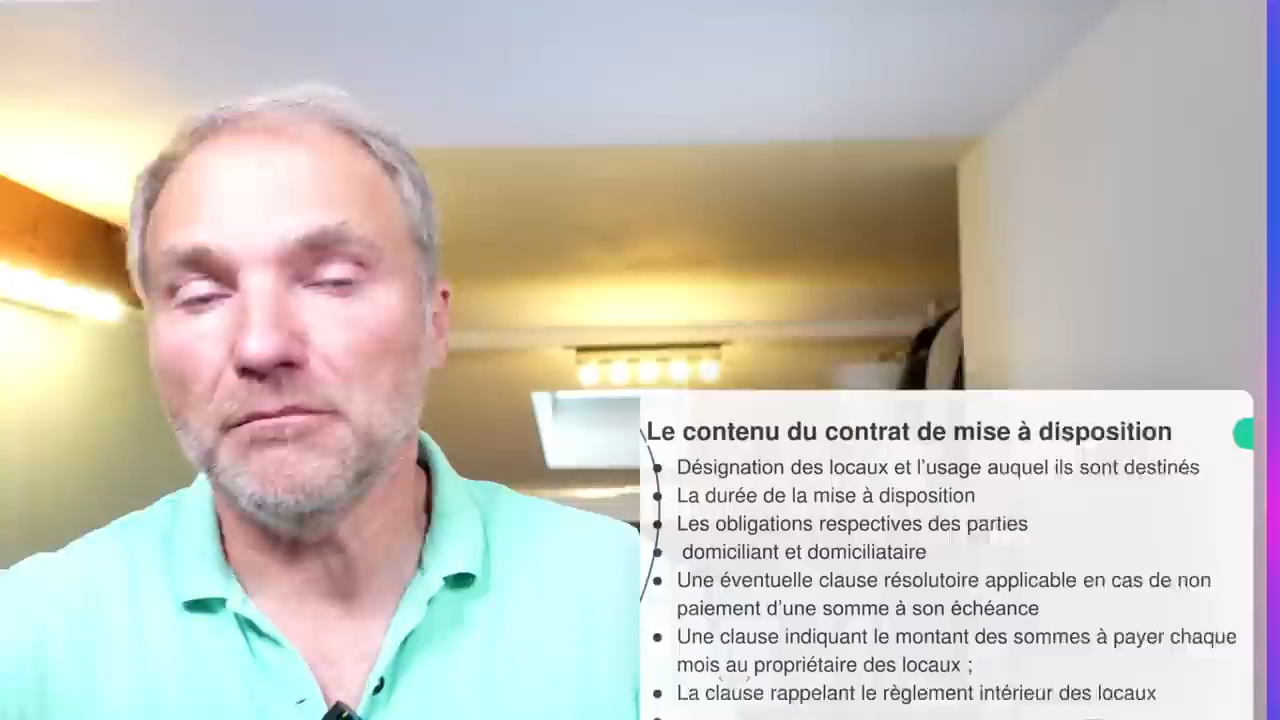 Le contenu du contrat de mise à disposition
• Désignation des locaux et l’usage auquel ils sont destinés
• La durée de la mise à disposition
• Les obligations respectives des parties
• domiciliant et domiciliataire
• Une éventuelle clause résolutoire applicable en cas de non
paiement d’une somme à son échéance
• Une clause indiquant le montant des sommes à payer chaque
mois au propriétaire des locaux ;
• La clause rappelant le règlement intérieur des locaux